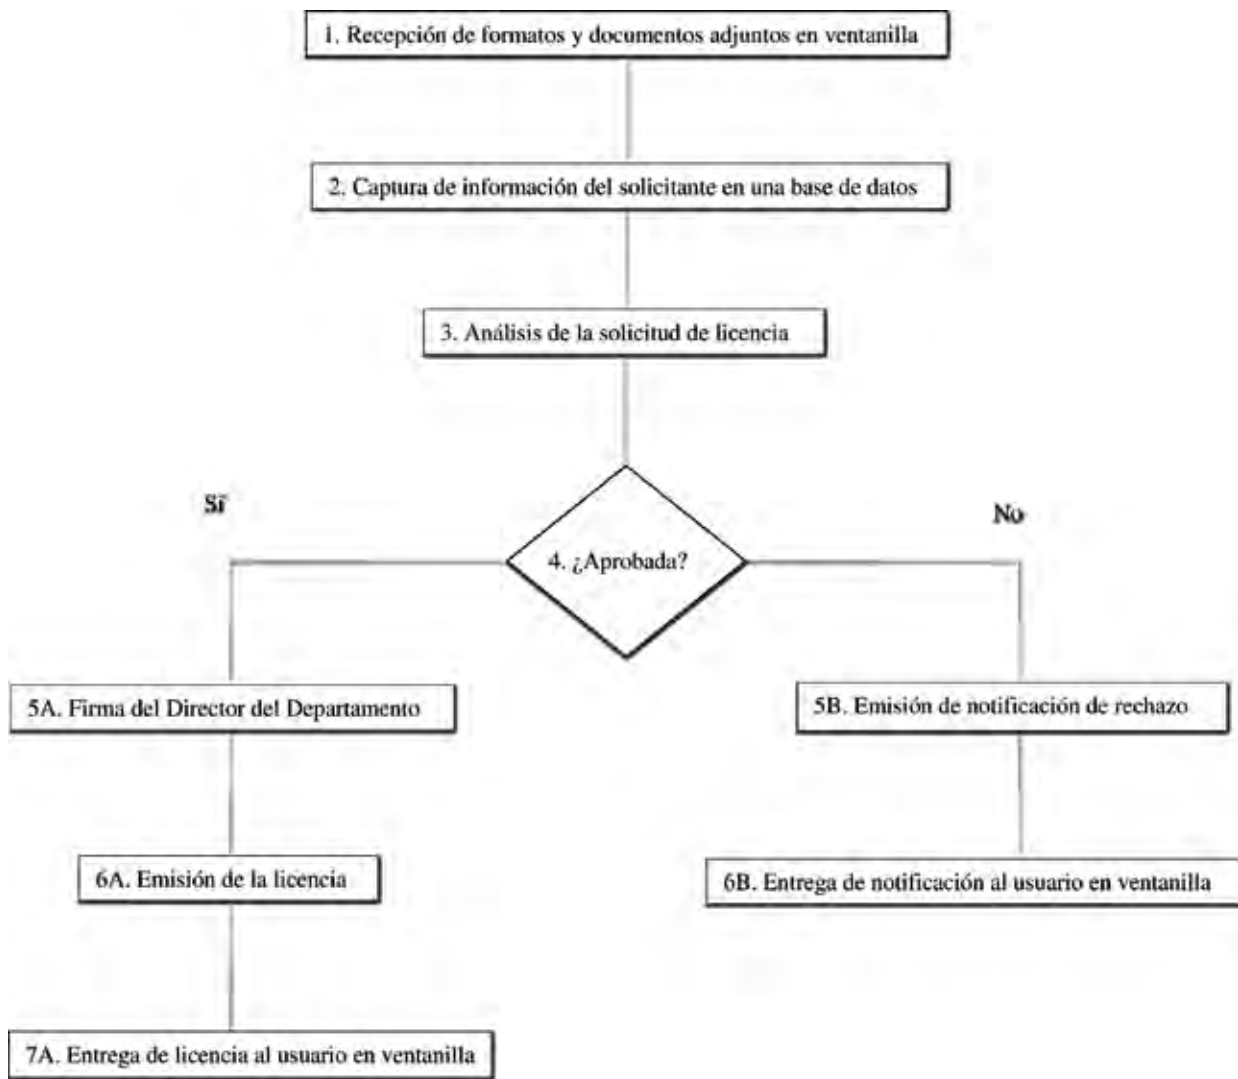 1. Recepción de formatos y documentos adjuntos en ventanilla
2. Captura de información del solicitante en una base de datos
3. Análisis de la solicitud de licencia
Sí
No
4. ¿Aprobada?
5A. Firma del Director del Departamento
5B. Emisión de notificación de rechazo
6A. Emisión de la licencia
6B. Entrega de notificación al usuario en ventanilla
7A. Entrega de licencia al usuario en ventanilla